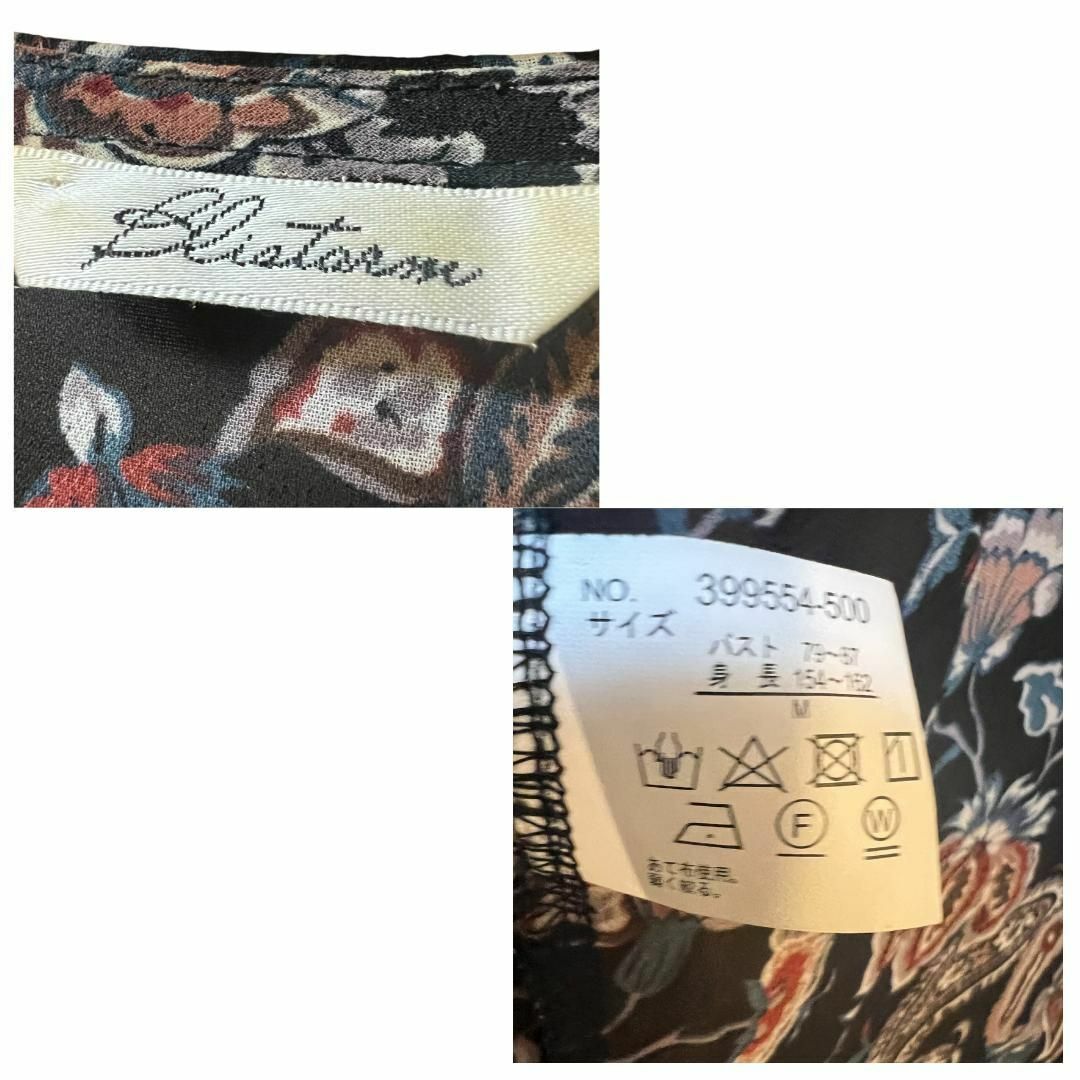 Blistorm
NO. 399554-500
サイズ
バスト 79~87
身 長 154~162
M
F
W
あて布使用。
軽く絞る。